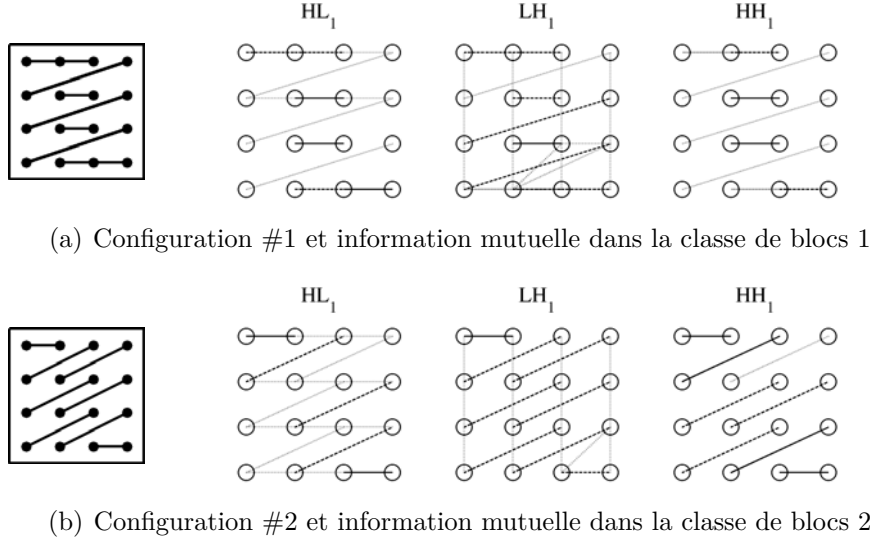 HL1 LH1 HH1
(a) Configuration #1 et information mutuelle dans la classe de blocs 1
HL1 LH1 HH1
(b) Configuration #2 et information mutuelle dans la classe de blocs 2